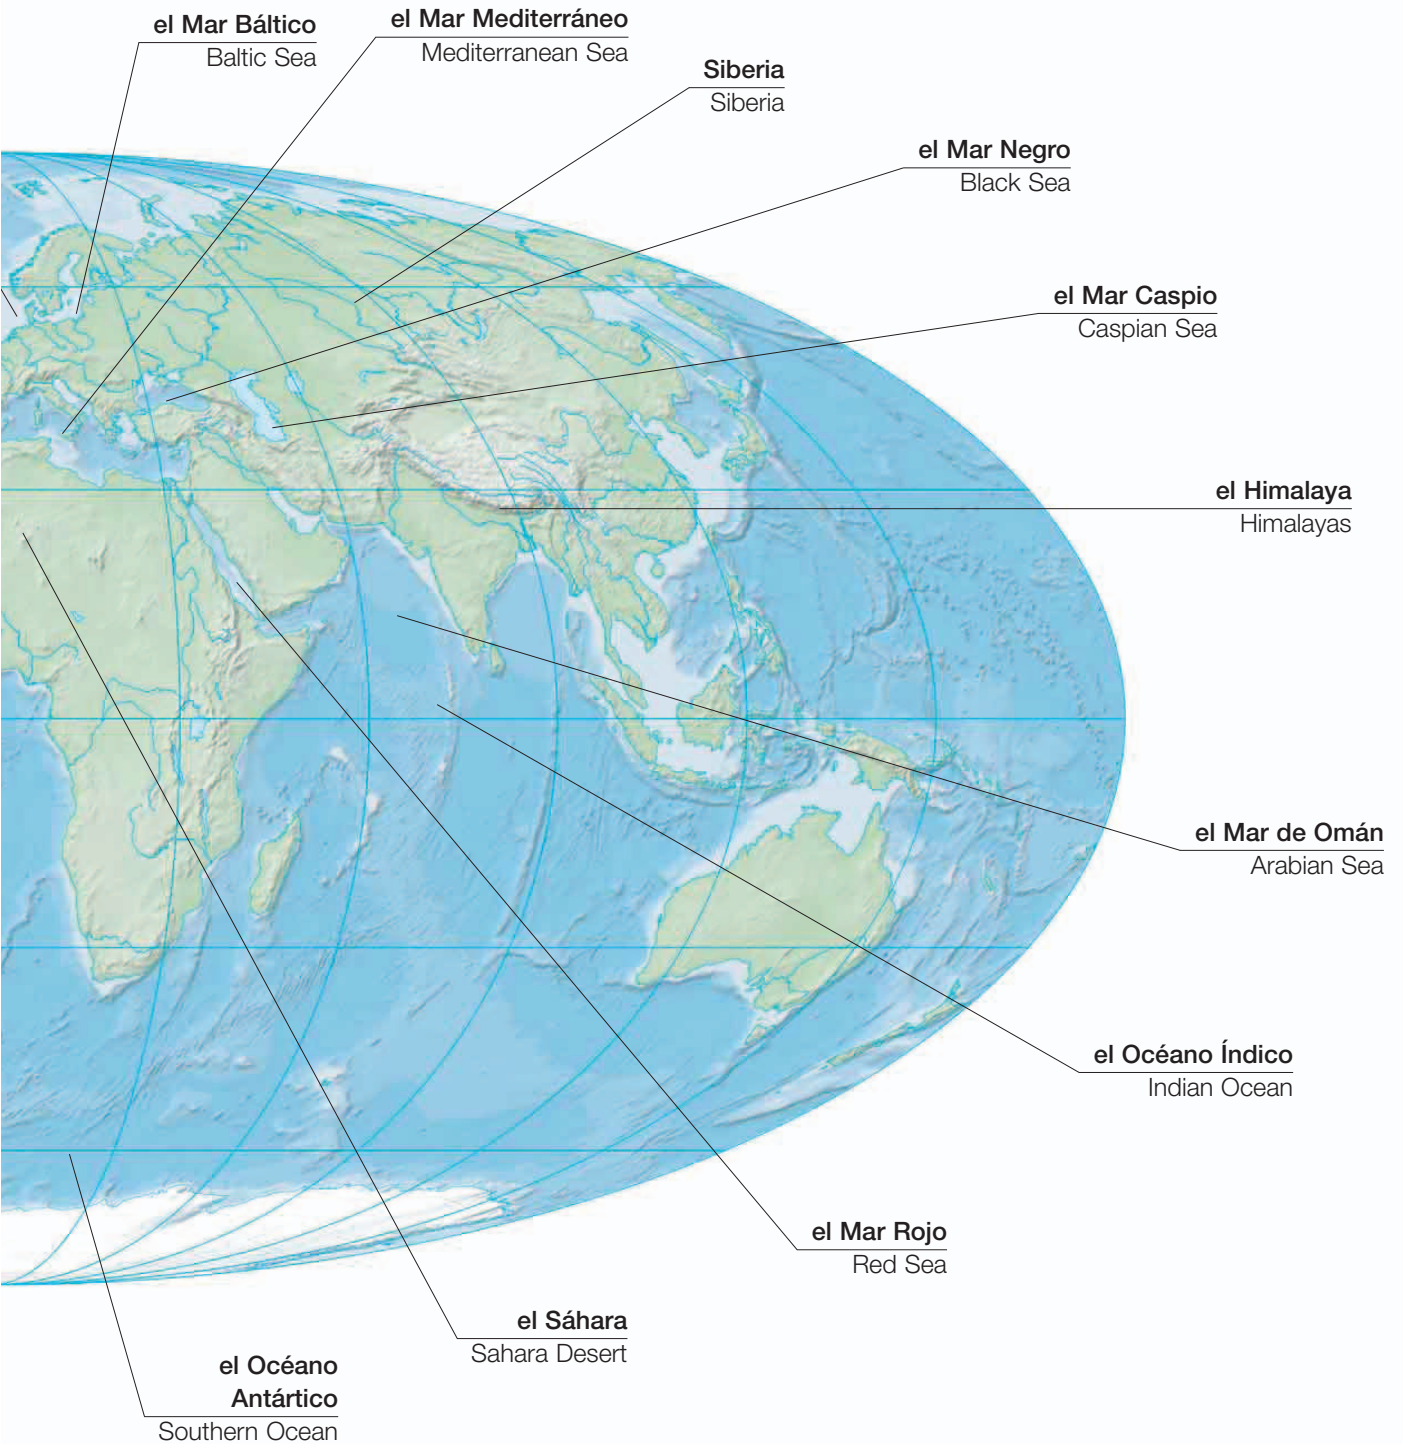 el Mar Báltico
Baltic Sea
el Mar Mediterráneo
Mediterranean Sea
Siberia
Siberia
el Mar Negro
Black Sea
el Mar Caspio
Caspian Sea
el Himalaya
Himalayas
el Mar de Omán
Arabian Sea
el Océano Índico
Indian Ocean
el Mar Rojo
Red Sea
el Sáhara
Sahara Desert
el Océano
Antártico
Southern Ocean